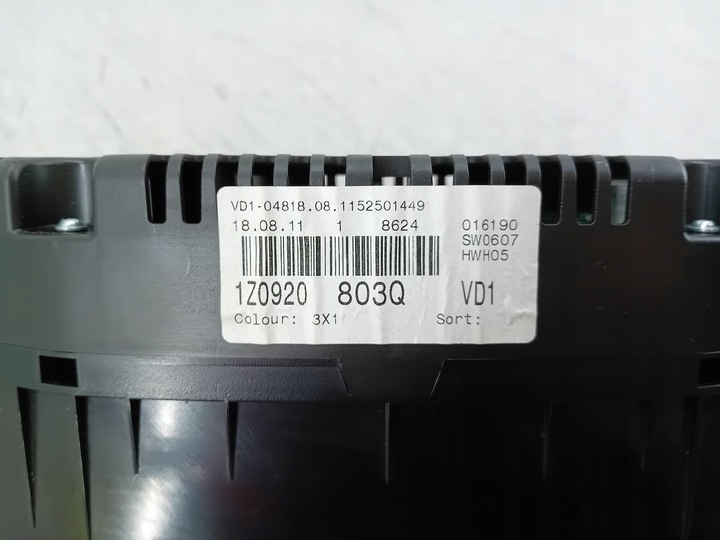 VD1-04818.08.1152501449
18.08.11 1 8624 016190
SW0607
HWH05
1Z0920 803Q VD1
Colour: 3X1 Sort: